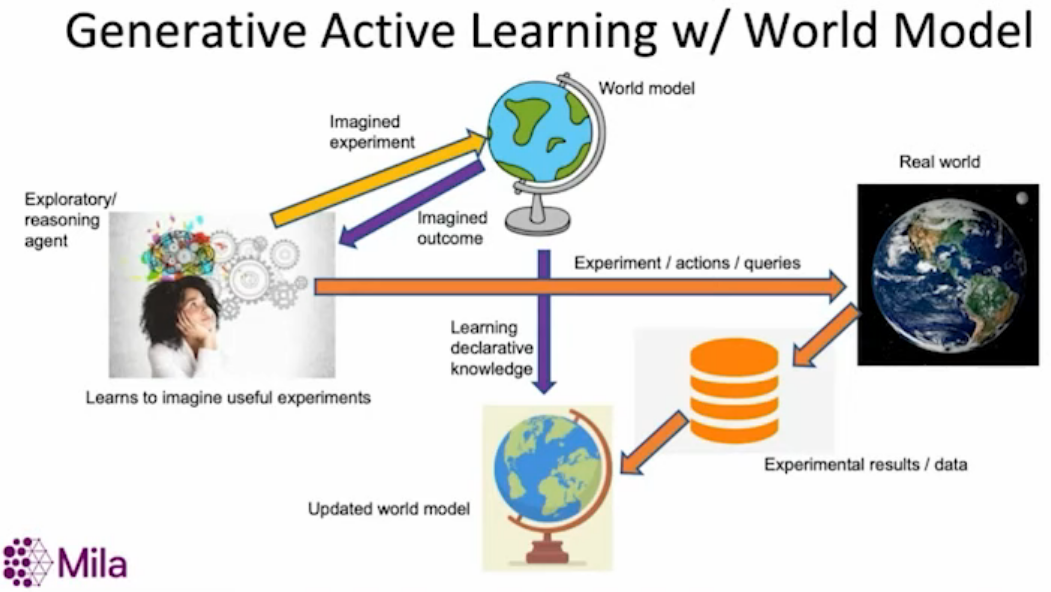 Generative Active Learning w/ World Model
World model
Imagined
experiment
Real world
Exploratory/
reasoning
agent
Imagined
outcome
Experiment / actions / queries
Learning
declarative
knowledge
Learns to imagine useful experiments
Experimental results / data
Updated world model
Mila